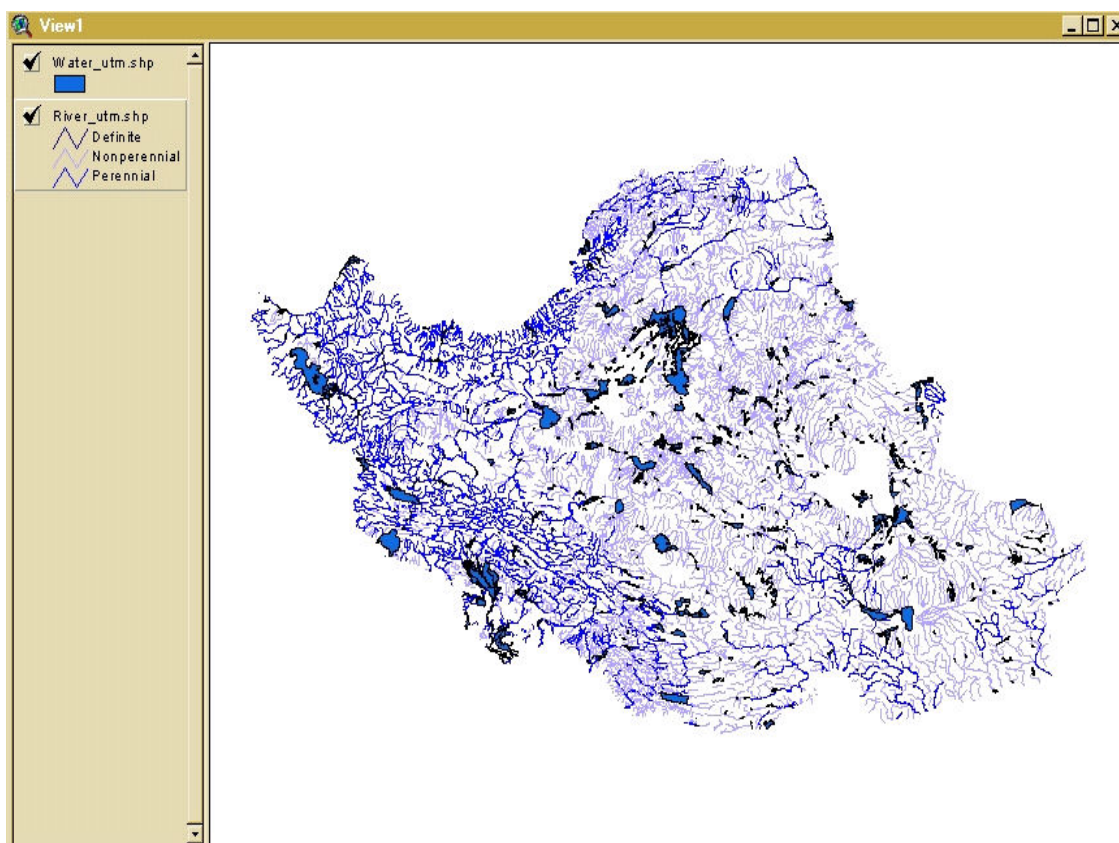 View1
Water_utm.shp
River_utm.shp
Definite
Nonperennial
Perennial